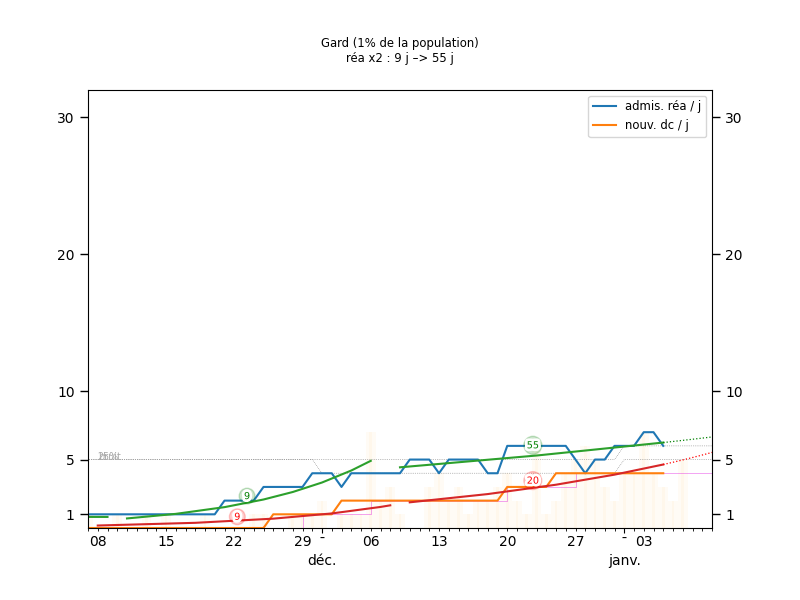 Gard (1% de la population)
réa x2 : 9 j –> 55 j
admis. réa / j
nouv. dc / j
30 30
20 20
10 10
5 5
1 1
55
20
9
9
08 15 22 29 - 06 13 20 27 - 03
déc. janv.